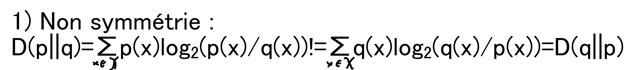 1) Non symmétrie :
D(p||q)=∑x∈χ p(x)log₂(p(x)/q(x))!=∑x∈χ q(x)log₂(q(x)/p(x))=D(q||p)